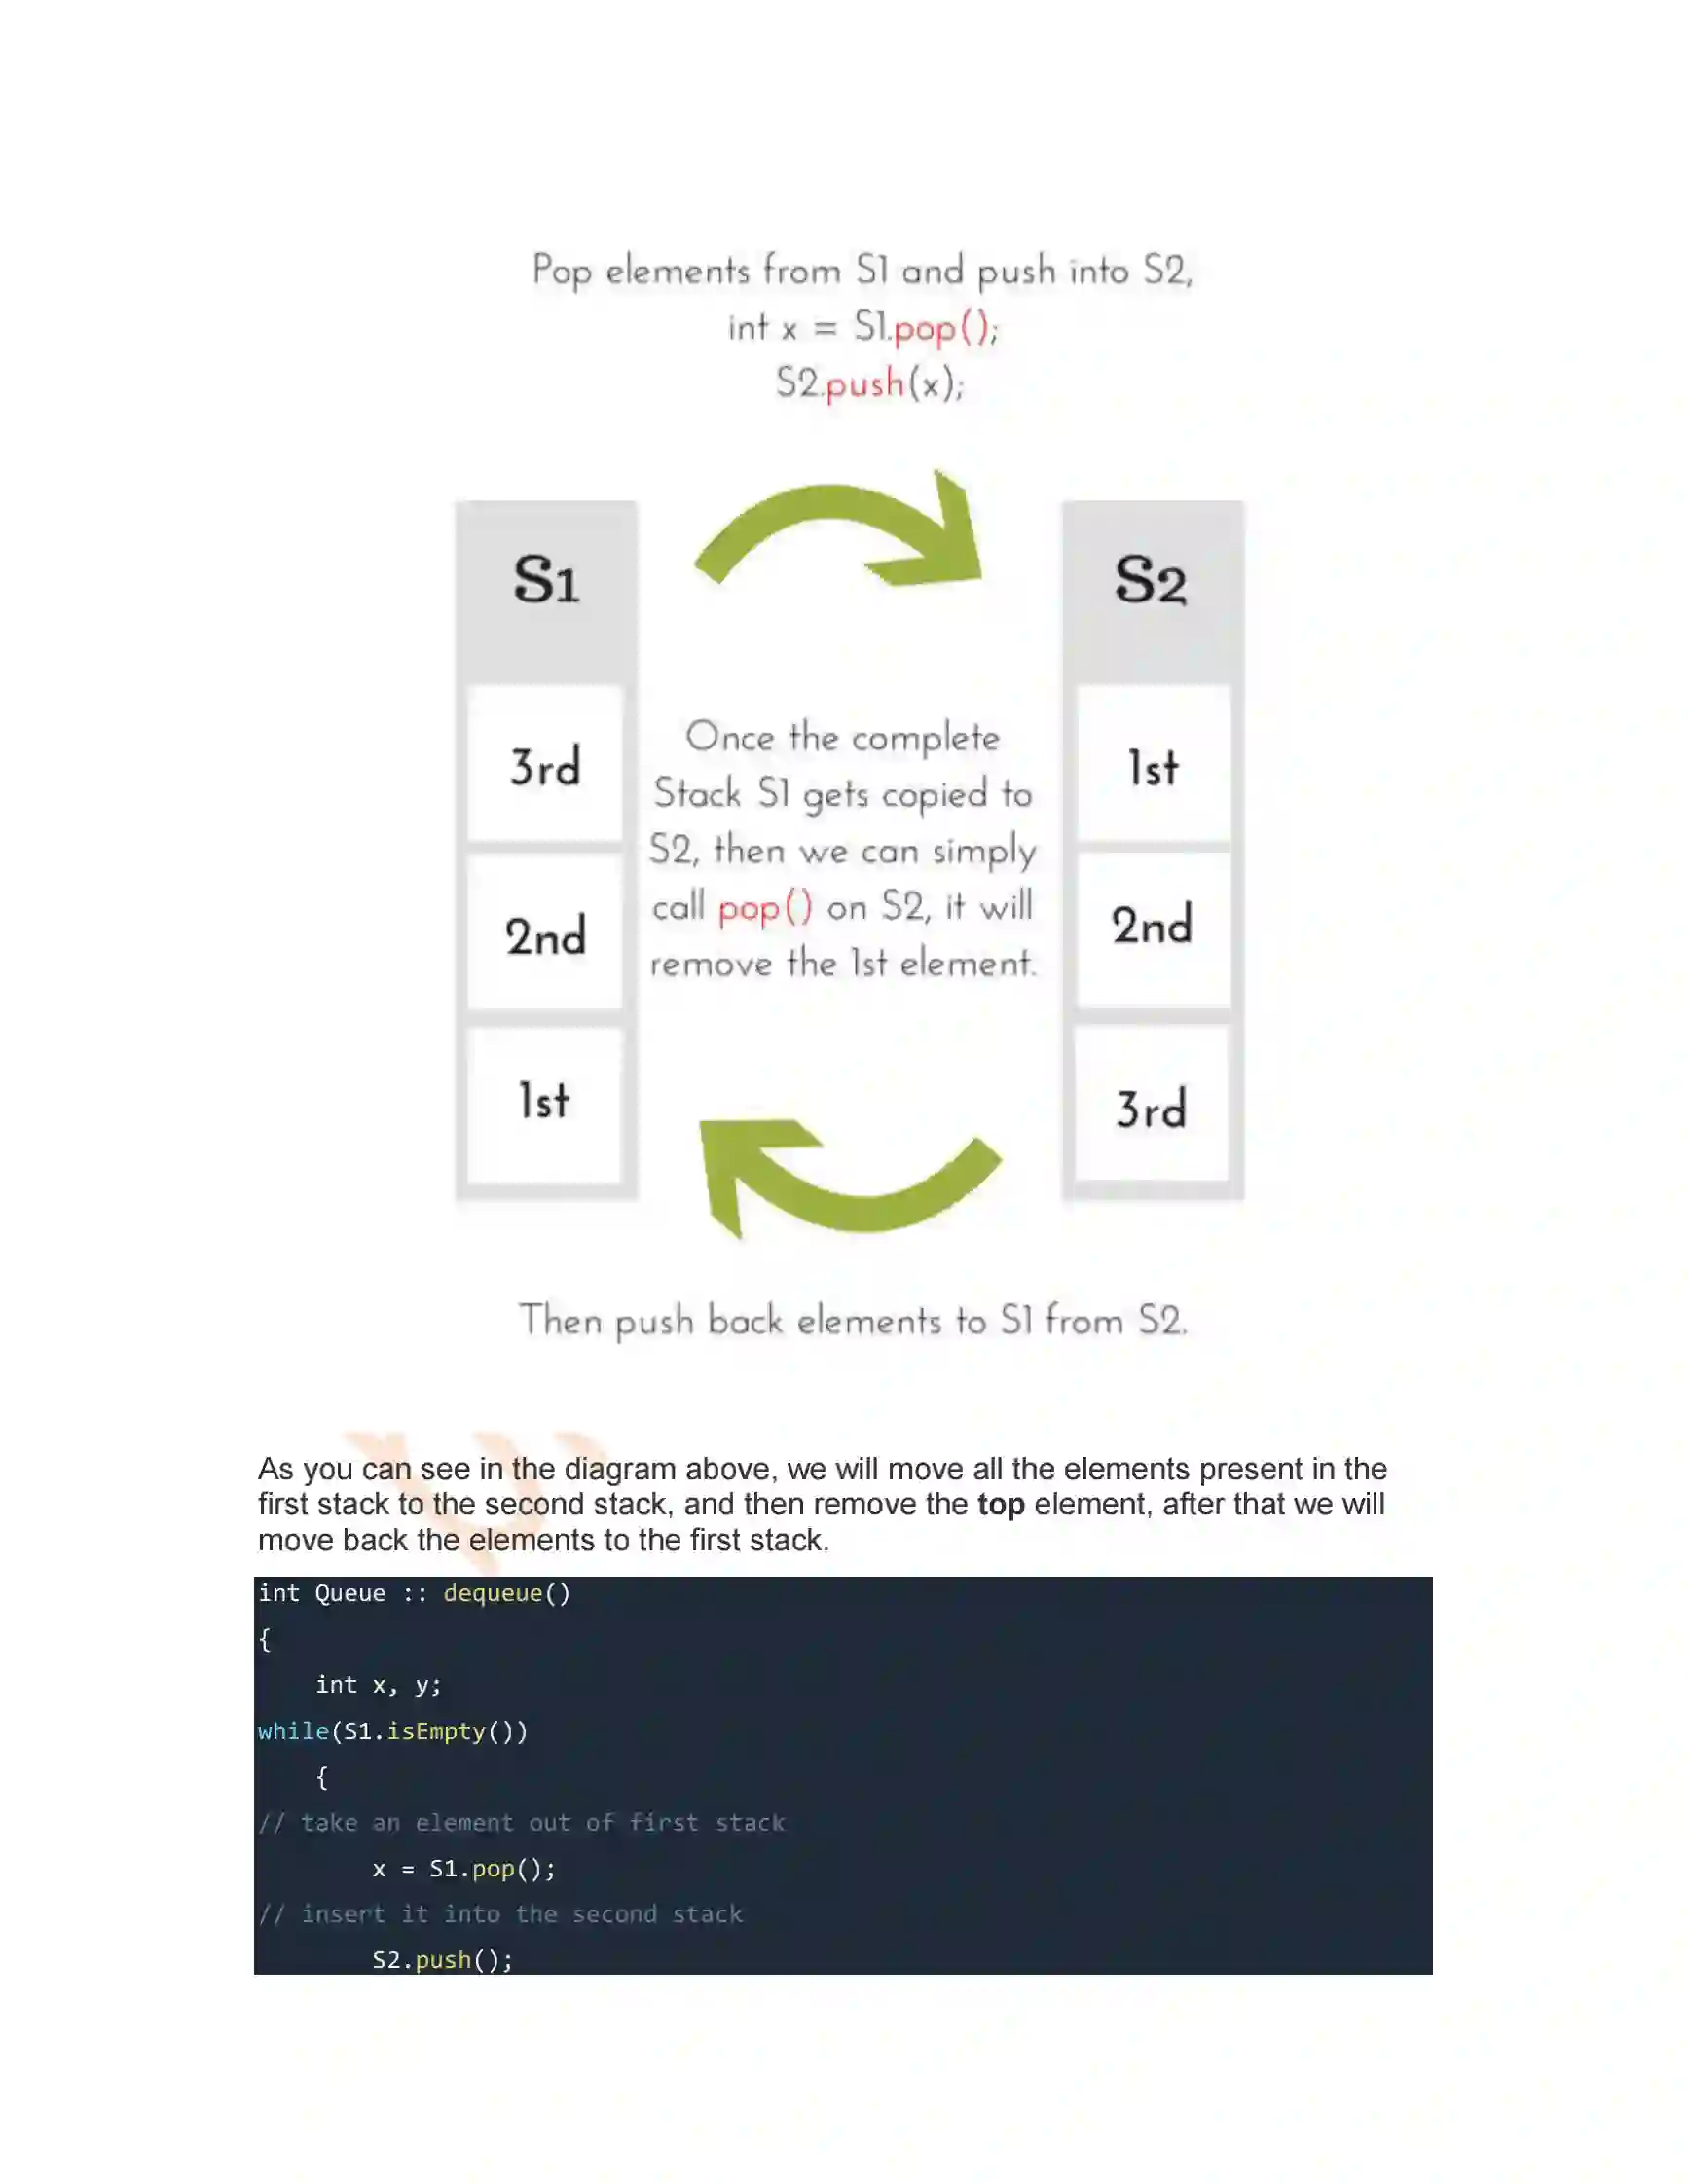 Pop elements from S1 and push into S2,
int x = S1.pop();
S2.push(x);
S1
S2
3rd
2nd
1st
Once the complete
Stack S1 gets copied to
S2, then we can simply
call pop() on S2, it will
remove the 1st element.
1st
2nd
3rd
Then push back elements to S1 from S2.
As you can see in the diagram above, we will move all the elements present in the
first stack to the second stack, and then remove the top element, after that we will
move back the elements to the first stack.
int Queue :: dequeue()
{
    int x, y;
while(S1.isEmpty())
    {
// take an element out of first stack
        x = S1.pop();
// insert it into the second stack
        S2.push();